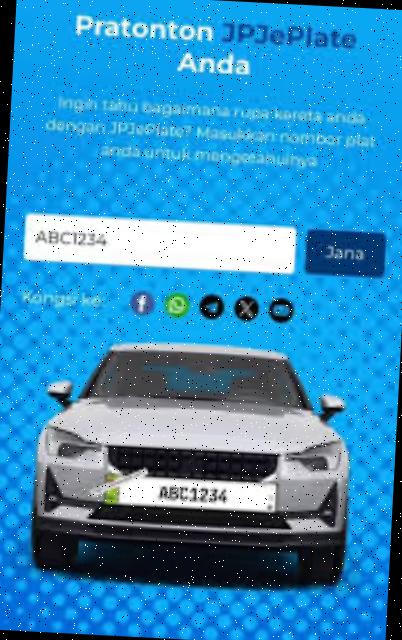 Pratonton JPJePlate
Anda
Ingin tahu bagaimana rupa kereta anda
dengan JPJePlate? Masukkan nombor plat
anda untuk mengetahuinya
ABC1234
Jana
Kongsi ke:
ABC1234